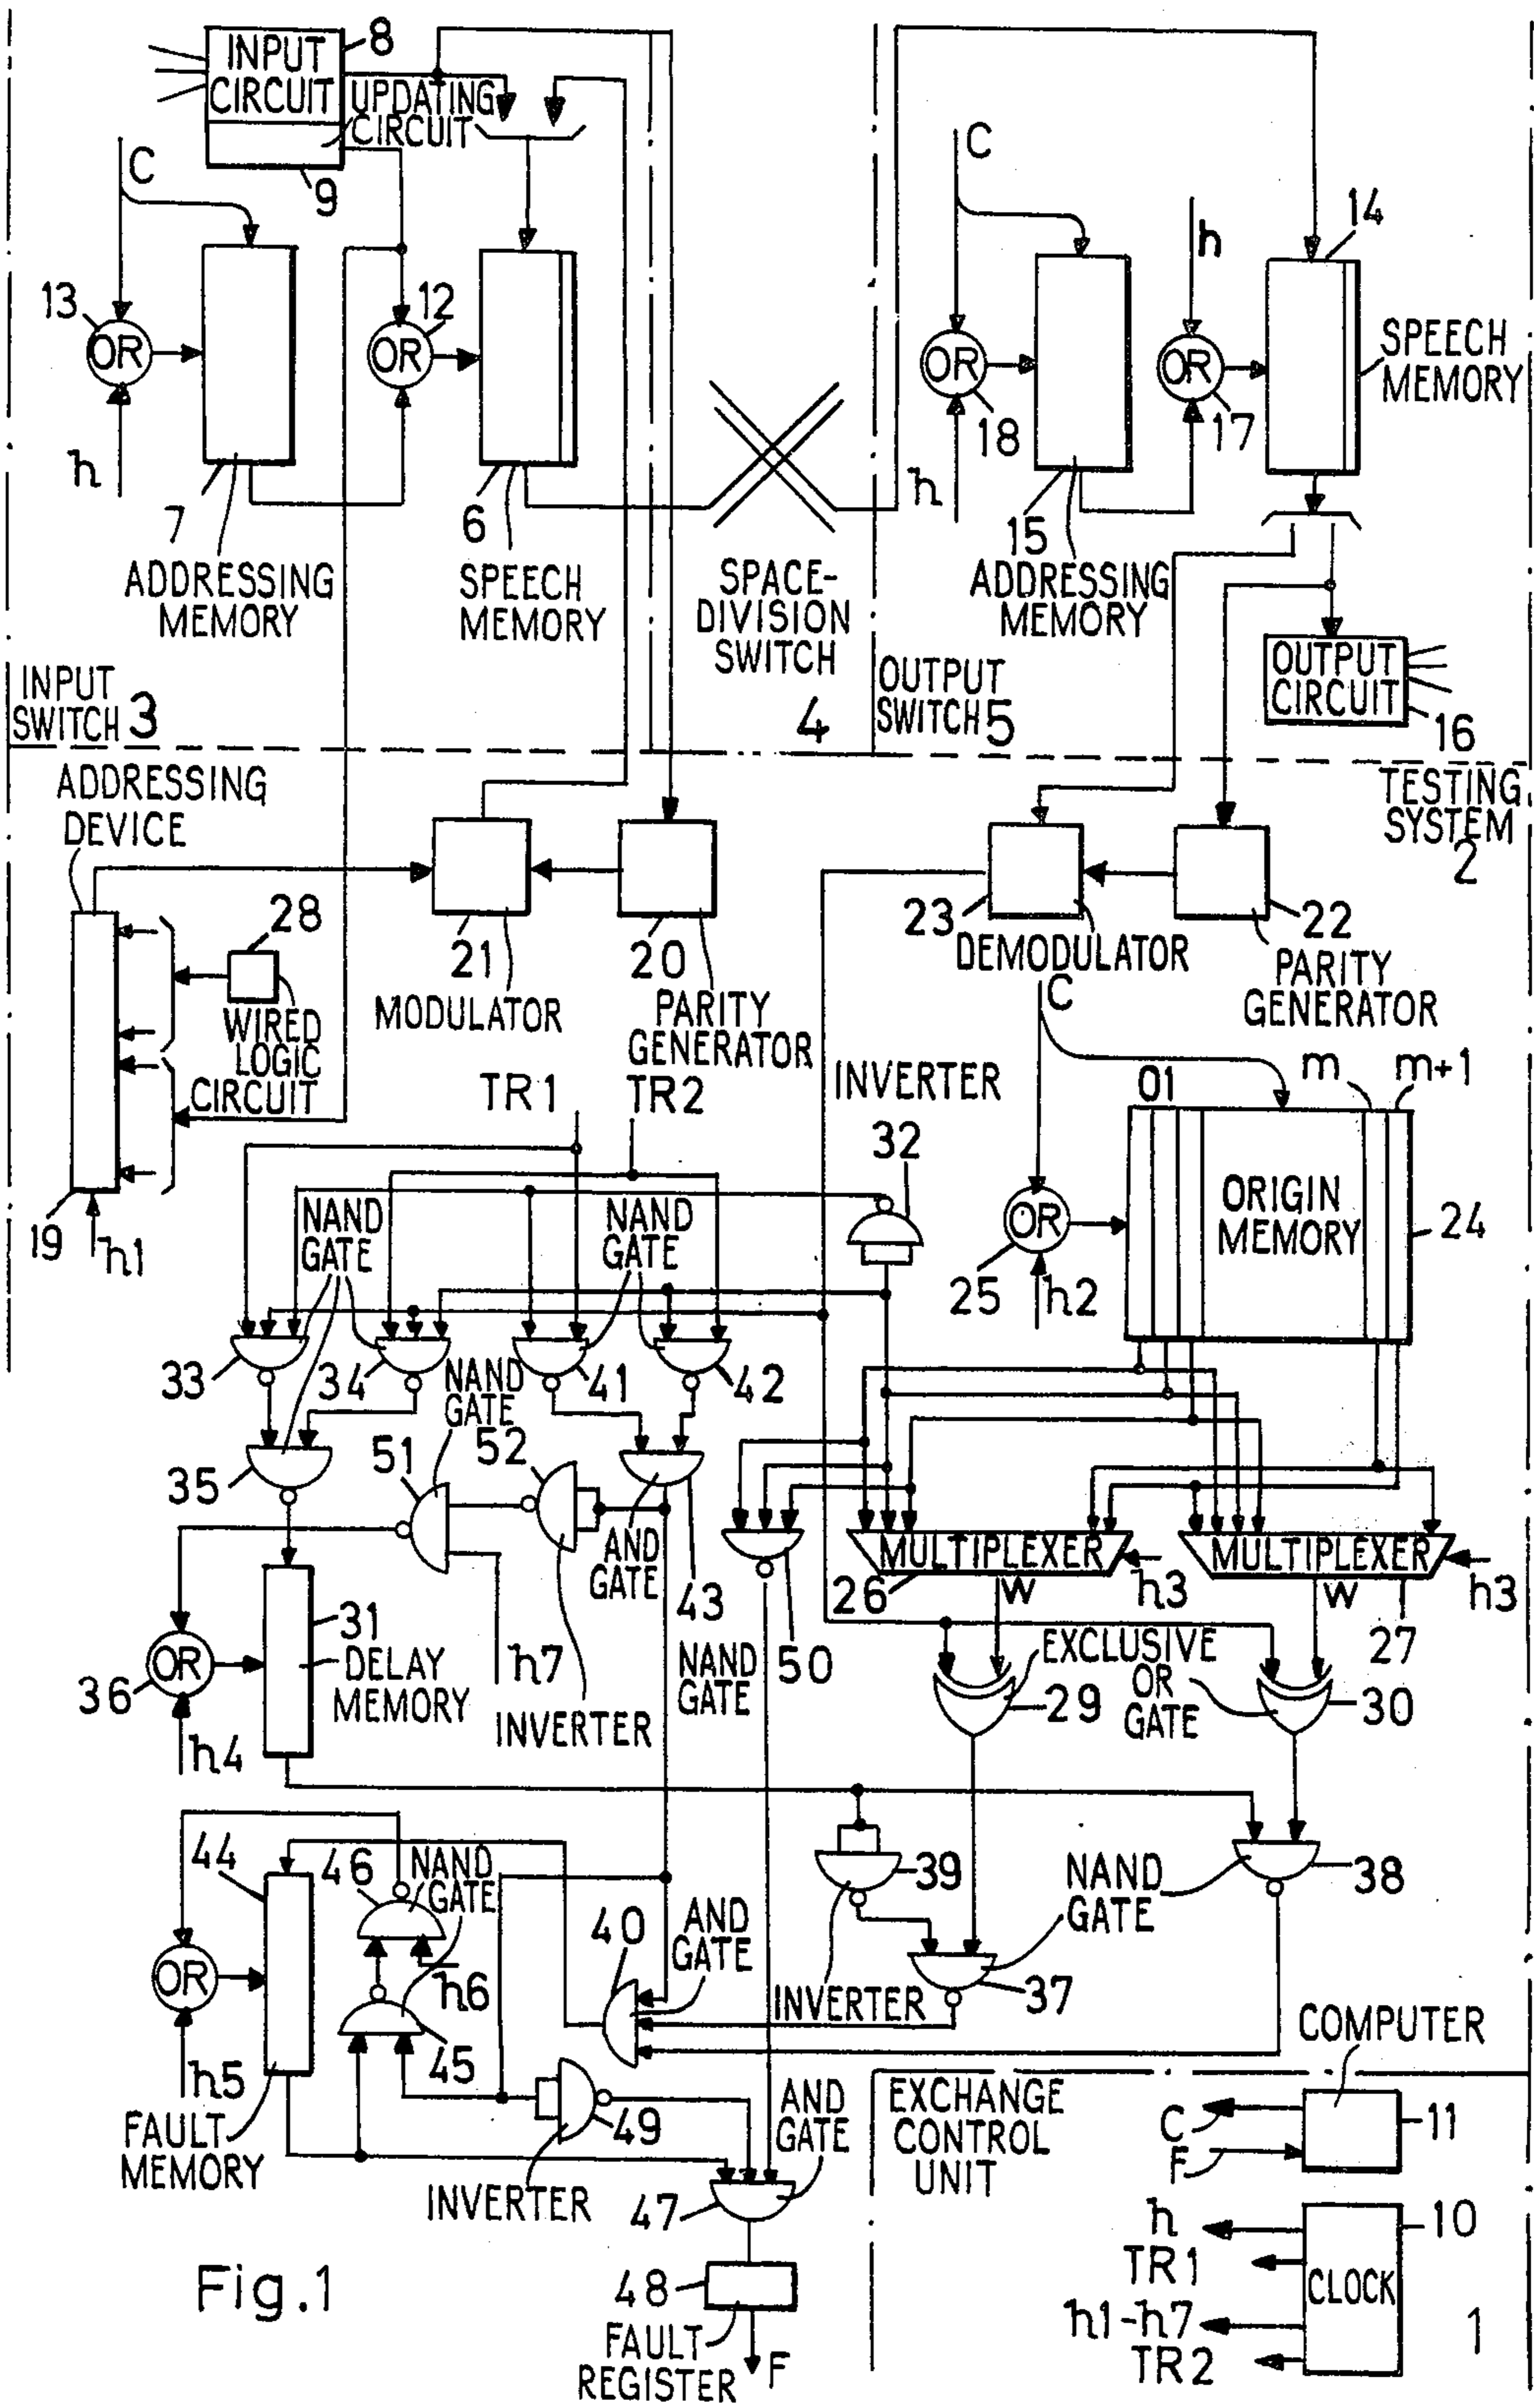 8
INPUT
CIRCUIT
UPDATING
CIRCUIT
9
C
C
14
h
13
OR
12
OR
OR
18
OR
17
SPEECH
MEMORY
h
h
7
6
15
ADDRESSING
MEMORY
SPEECH
MEMORY
SPACE-
DIVISION
SWITCH
ADDRESSING
MEMORY
OUTPUT
CIRCUIT
16
INPUT
SWITCH 3
4
OUTPUT
SWITCH 5
ADDRESSING
DEVICE
TESTING
SYSTEM
2
28
21
20
23
22
DEMODULATOR
MODULATOR
PARITY
GENERATOR
PARITY
GENERATOR
WIRED
LOGIC
CIRCUIT
C
TR1
TR2
INVERTER
01
m
m+1
32
19
h1
NAND
GATE
NAND
GATE
OR
25
h2
ORIGIN
MEMORY
24
33
34
41
42
NAND
GATE
35
51
52
AND
GATE
43
MULTIPLEXER
26
W
h3
MULTIPLEXER
W
h3
27
31
DELAY
MEMORY
OR
36
h4
h7
INVERTER
NAND
GATE
50
EXCLUSIVE
OR
GATE
29
30
44
46
NAND
GATE
39
NAND
GATE
38
40
AND
GATE
OR
h6
INVERTER
37
h5
45
COMPUTER
FAULT
MEMORY
49
INVERTER
AND
GATE
47
EXCHANGE
CONTROL
UNIT
C
F
11
h
TR1
h1-h7
TR2
10
CLOCK
1
Fig.1
48
FAULT
REGISTER
F